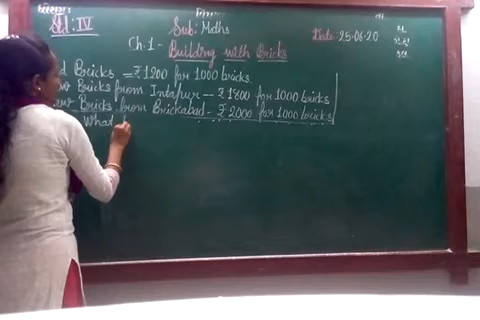 Std: IV
Sub: Maths
Date: 25:06:20
Ch.1- Building with Bricks
Bricks = ₹1200 for 1000 bricks.
Bricks from Intapur - ₹1800 for 1000 bricks
Bricks from Brickabad - ₹2000 for 1000 bricks
What